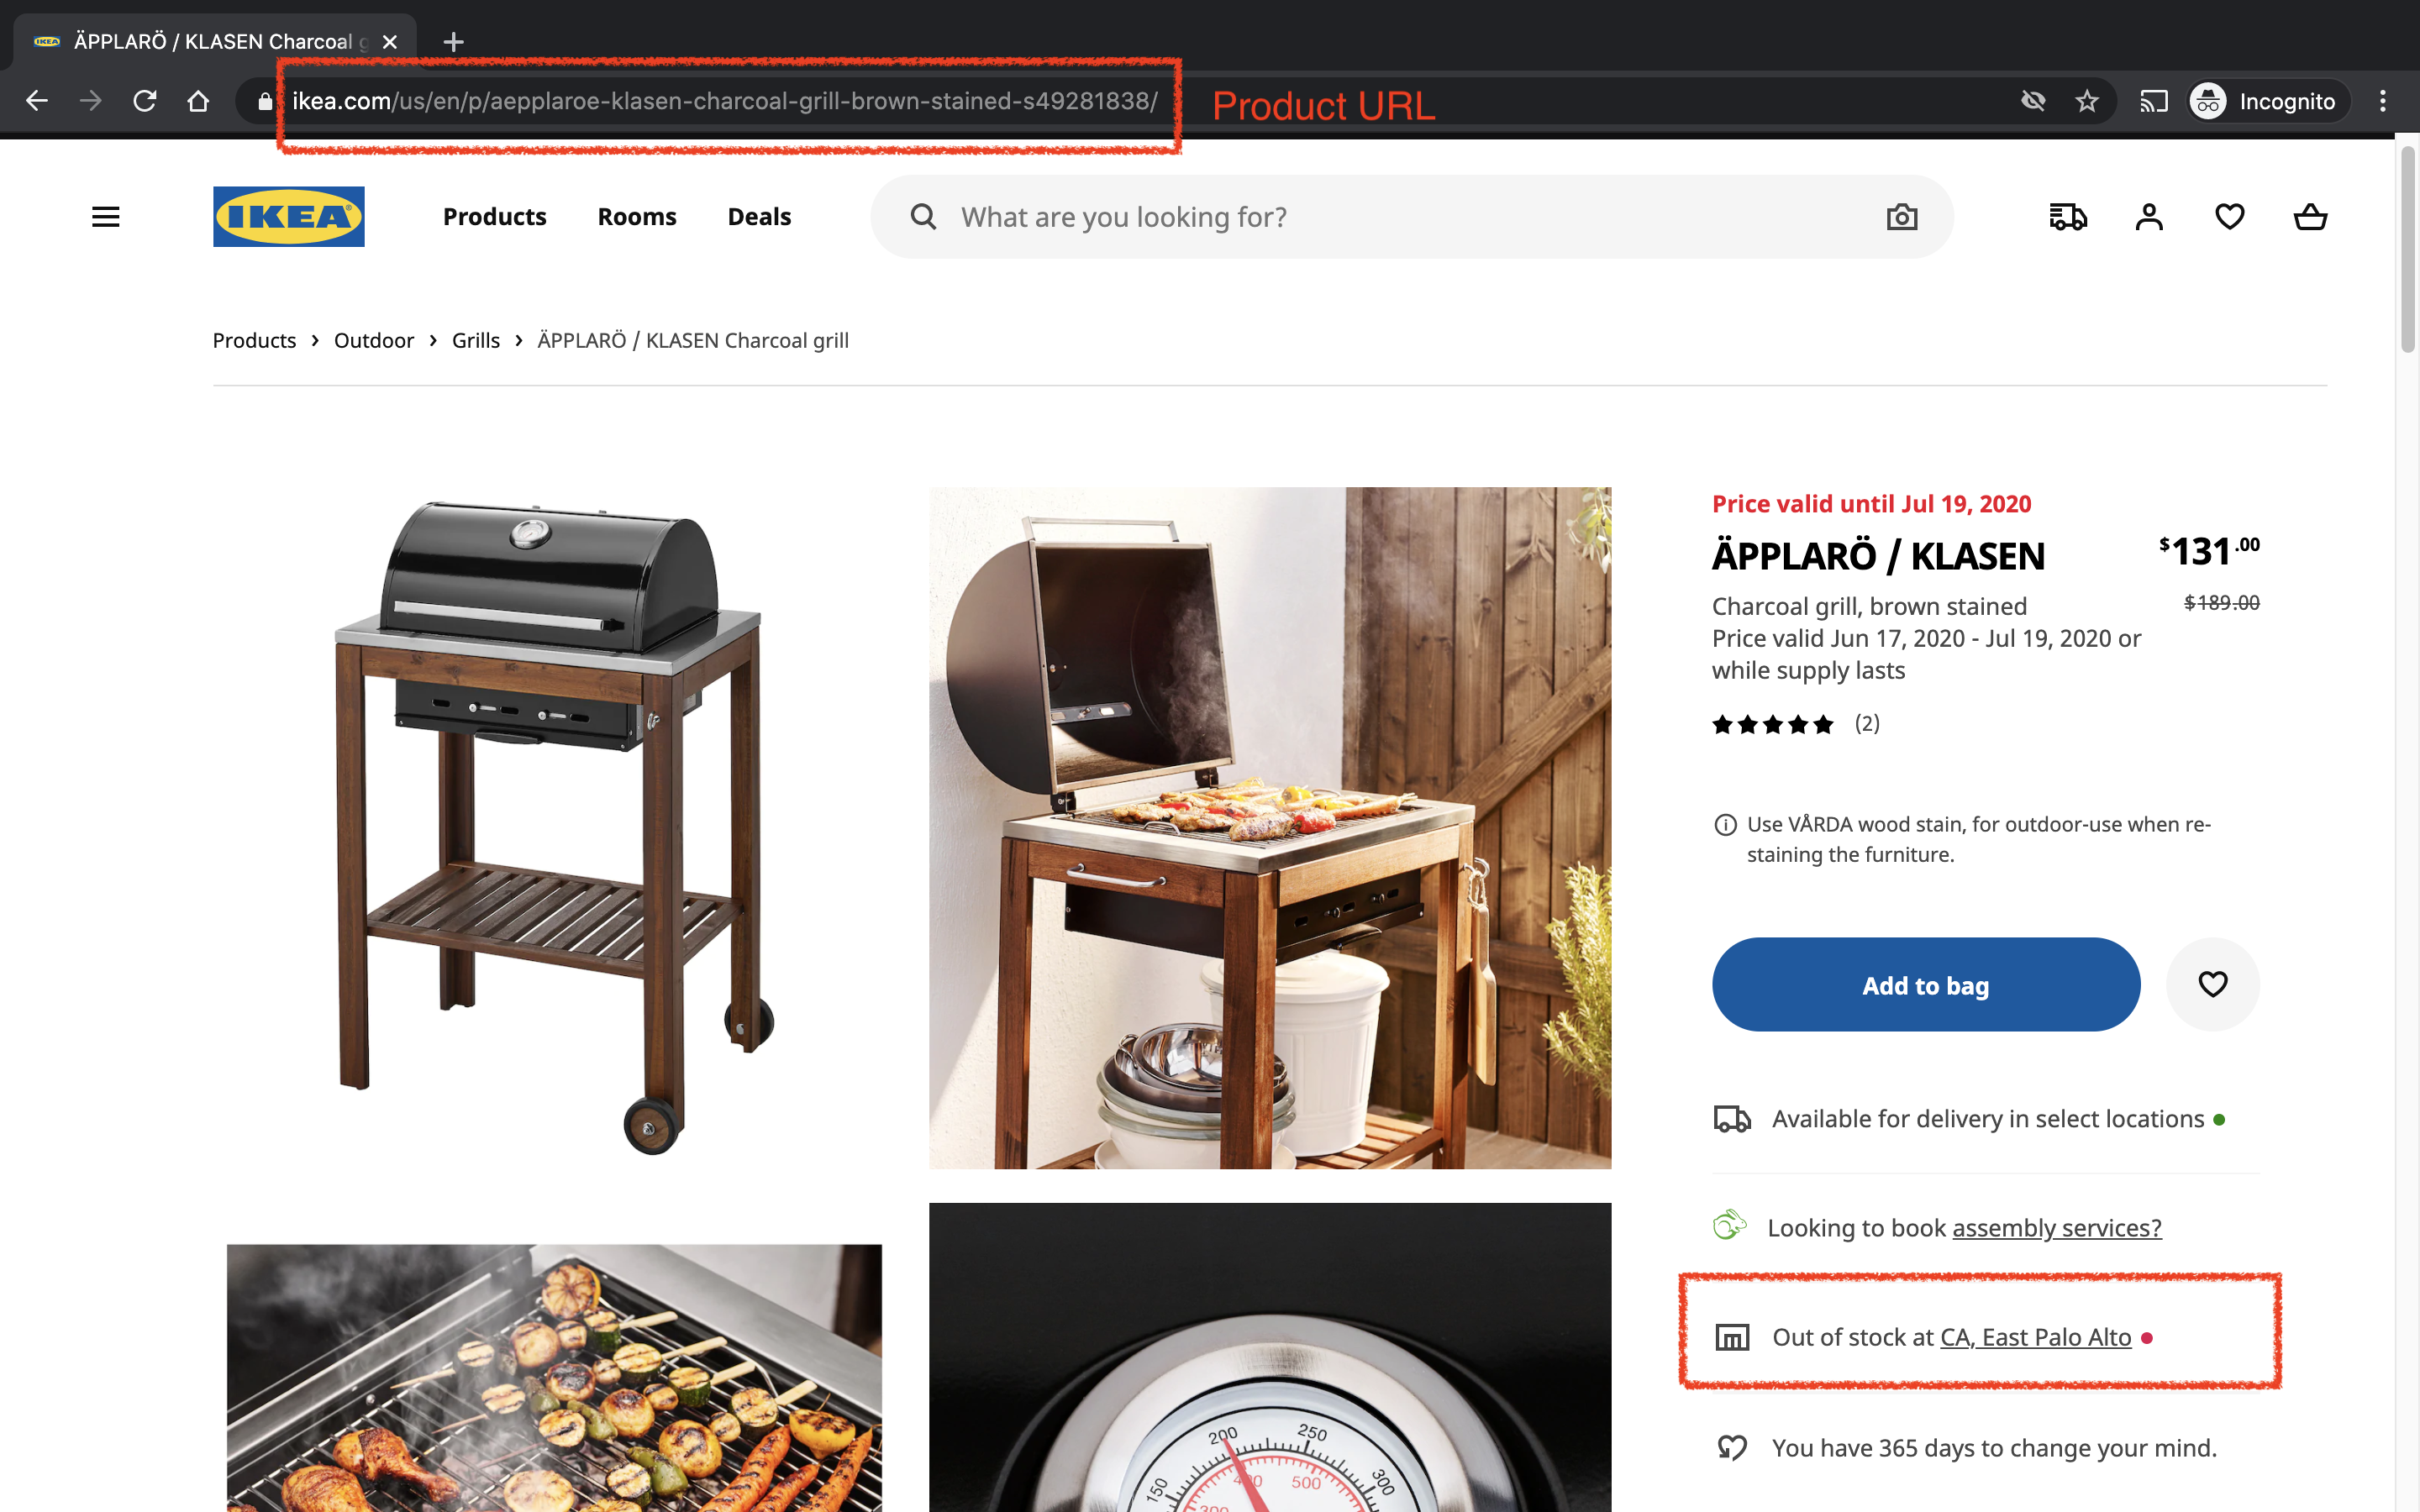 IKEA ÄPPLARÖ / KLASEN Charcoal g
ikea.com/us/en/p/aepplaroe-klasen-charcoal-grill-brown-stained-s49281838/
Product URL
Incognito
IKEA
Products
Rooms
Deals
What are you looking for?
Products > Outdoor > Grills > ÄPPLARÖ / KLASEN Charcoal grill
Price valid until Jul 19, 2020
ÄPPLARÖ / KLASEN
$131.00
$189.00
Charcoal grill, brown stained
Price valid Jun 17, 2020 - Jul 19, 2020 or
while supply lasts
(2)
Use VÅRDA wood stain, for outdoor-use when re-
staining the furniture.
Add to bag
Available for delivery in select locations
Looking to book assembly services?
Out of stock at CA, East Palo Alto
You have 365 days to change your mind.
150 200 250 300
400 500